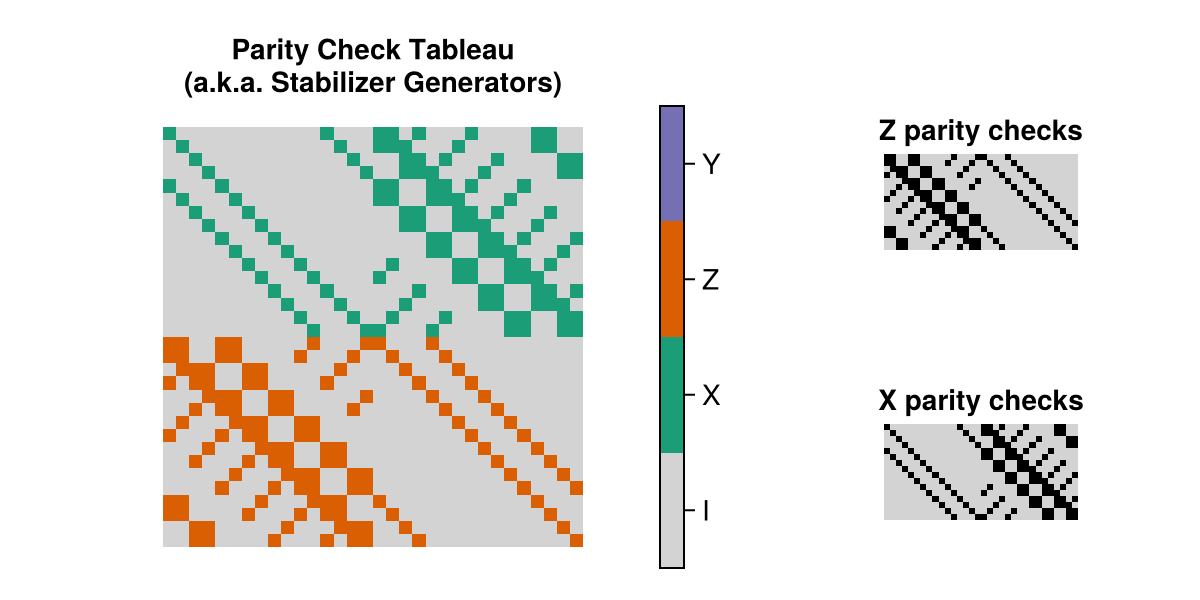 Parity Check Tableau
(a.k.a. Stabilizer Generators)
Y
Z
X
I
Z parity checks
X parity checks